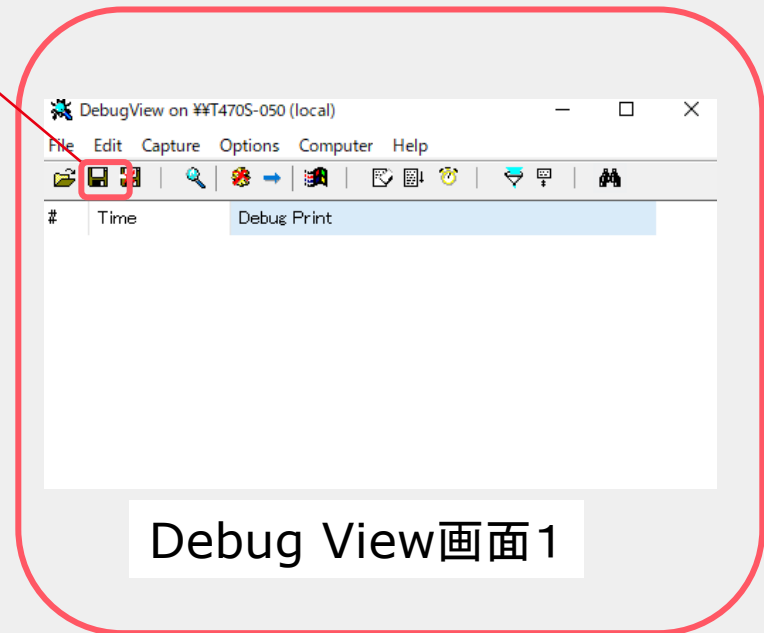 DebugView on ¥¥T470S-050 (local)
File Edit Capture Options Computer Help
# Time Debug Print
Debug View画面1